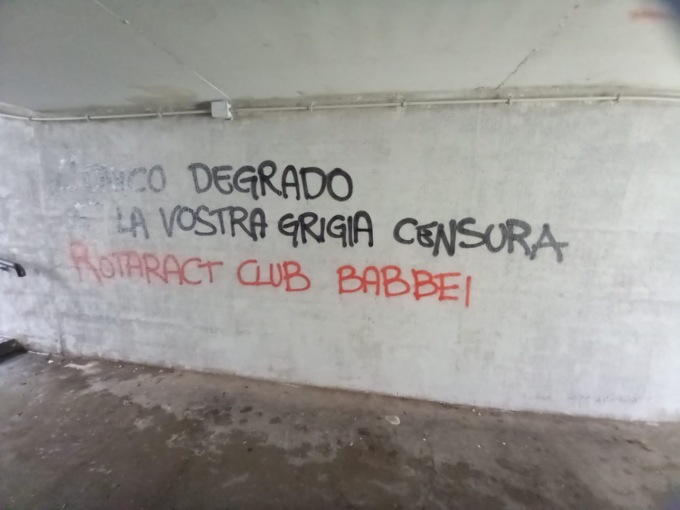 DEGRADO
LA VOSTRA GRIGIA CENSURA
ROTARACT CLUB BABBEI